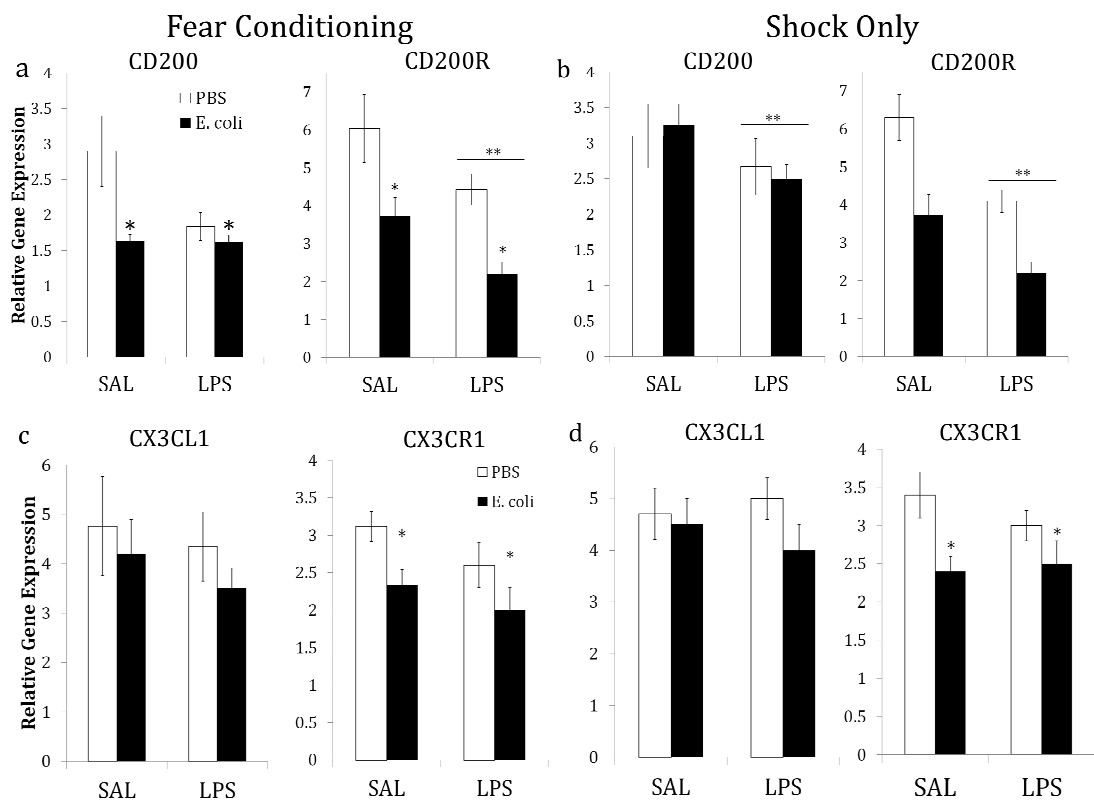 Fear Conditioning
Shock Only
a
CD200
CD200R
b
CD200
CD200R
4
3.5
3
2.5
2
1.5
1
0.5
0
Relative Gene Expression
PBS
E. coli
*
*
SAL
LPS
7
6
5
4
3
2
1
0
*
**
*
SAL
LPS
4
3.5
3
2.5
2
1.5
1
0.5
0
**
SAL
LPS
7
6
5
4
3
2
1
0
**
SAL
LPS
c
CX3CL1
CX3CR1
d
CX3CL1
CX3CR1
6
5
4
3
2
1
0
Relative Gene Expression
SAL
LPS
4
3.5
3
2.5
2
1.5
1
0.5
0
PBS
E. coli
*
*
SAL
LPS
6
5
4
3
2
1
0
SAL
LPS
4
3.5
3
2.5
2
1.5
1
0.5
0
*
*
SAL
LPS